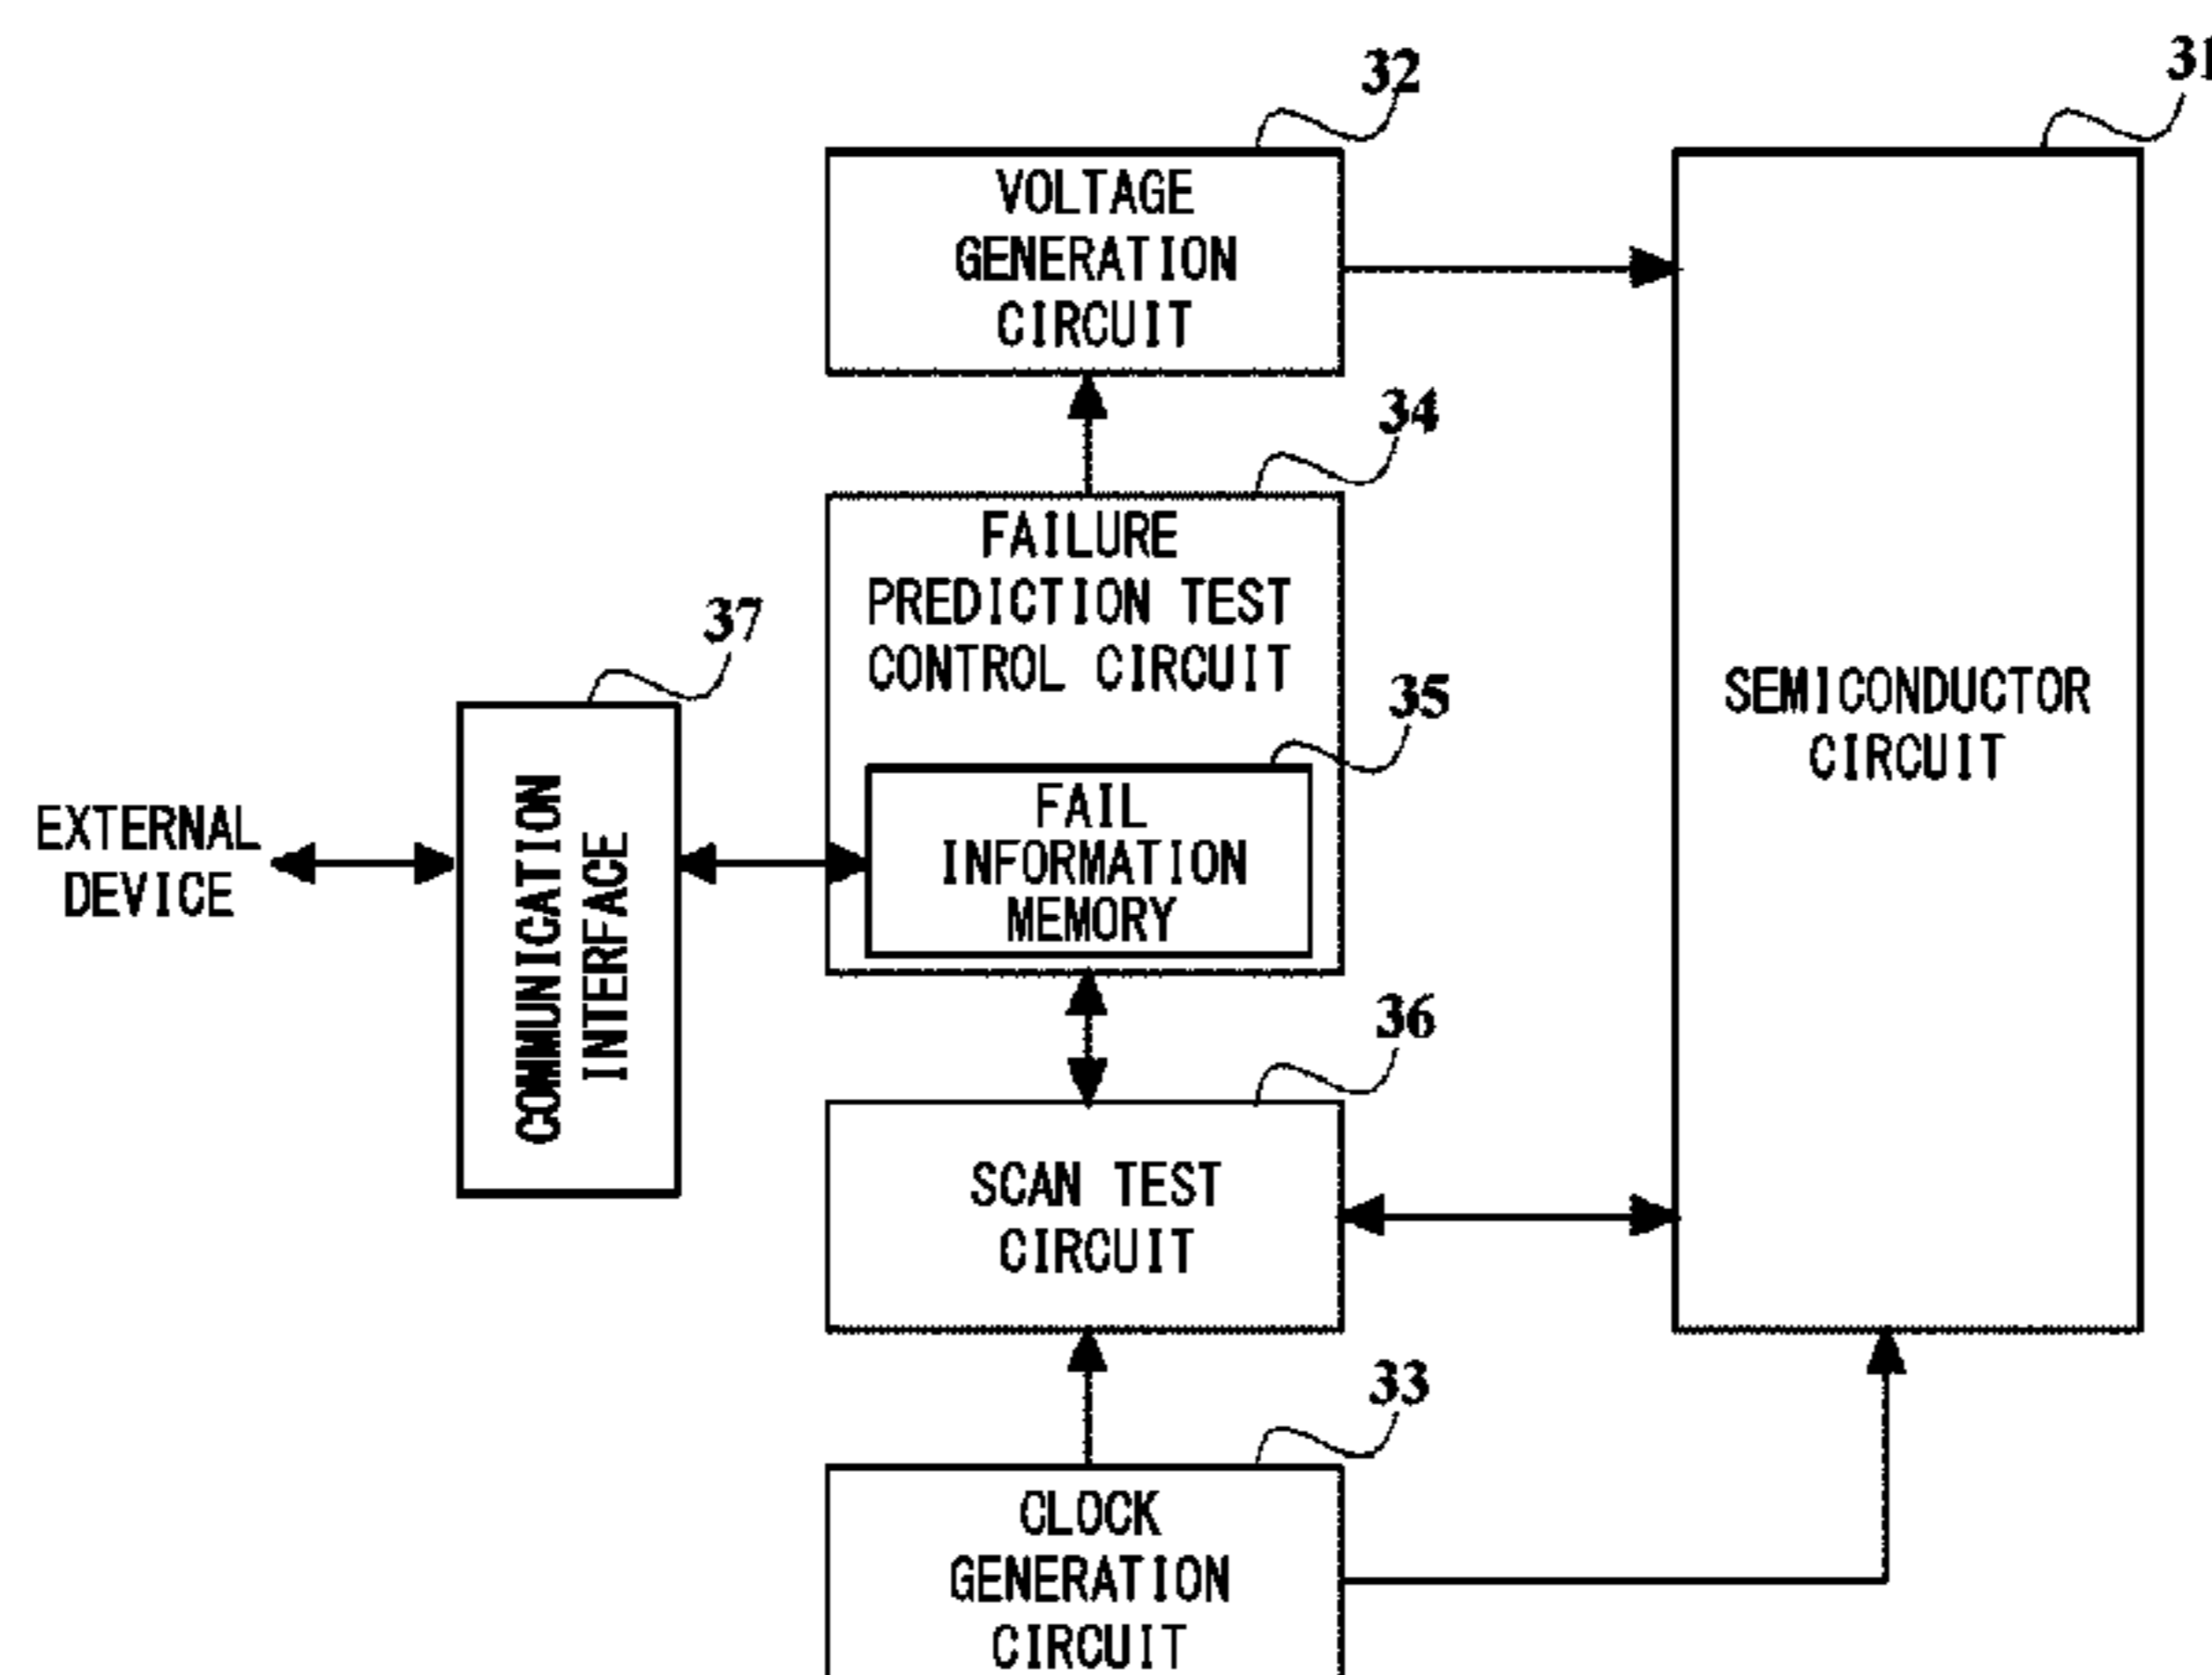 32
31
VOLTAGE
GENERATION
CIRCUIT
34
FAILURE
PREDICTION TEST
CONTROL CIRCUIT
37
35
SEMICONDUCTOR
CIRCUIT
FAIL
INFORMATION
MEMORY
EXTERNAL
DEVICE
COMMUNICATION
INTERFACE
36
SCAN TEST
CIRCUIT
33
CLOCK
GENERATION
CIRCUIT